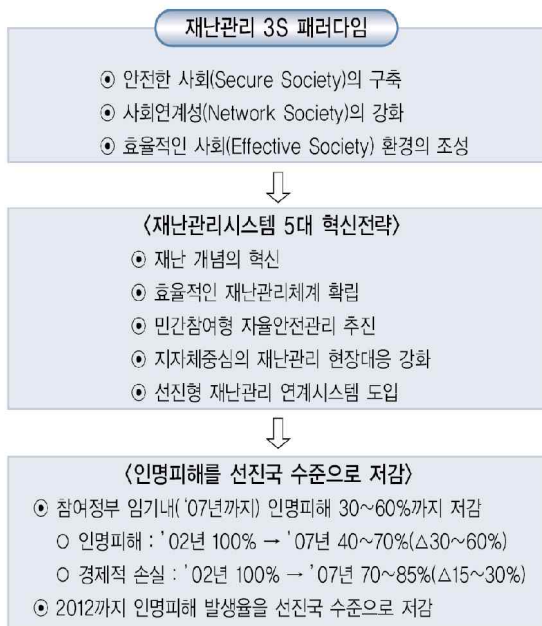 재난관리 3S 패러다임
⊙ 안전한 사회(Secure Society)의 구축
⊙ 사회연계성(Network Society)의 강화
⊙ 효율적인 사회(Effective Society) 환경의 조성
〈재난관리시스템 5대 혁신전략〉
⊙ 재난 개념의 혁신
⊙ 효율적인 재난관리체계 확립
⊙ 민간참여형 자율안전관리 추진
⊙ 지자체중심의 재난관리 현장대응 강화
⊙ 선진형 재난관리 연계시스템 도입
〈인명피해를 선진국 수준으로 저감〉
⊙ 참여정부 임기내('07년까지) 인명피해 30~60%까지 저감
○ 인명피해 : '02년 100% → '07년 40~70%(△30~60%)
○ 경제적 손실 : '02년 100% → '07년 70~85%(△15~30%)
⊙ 2012까지 인명피해 발생율을 선진국 수준으로 저감